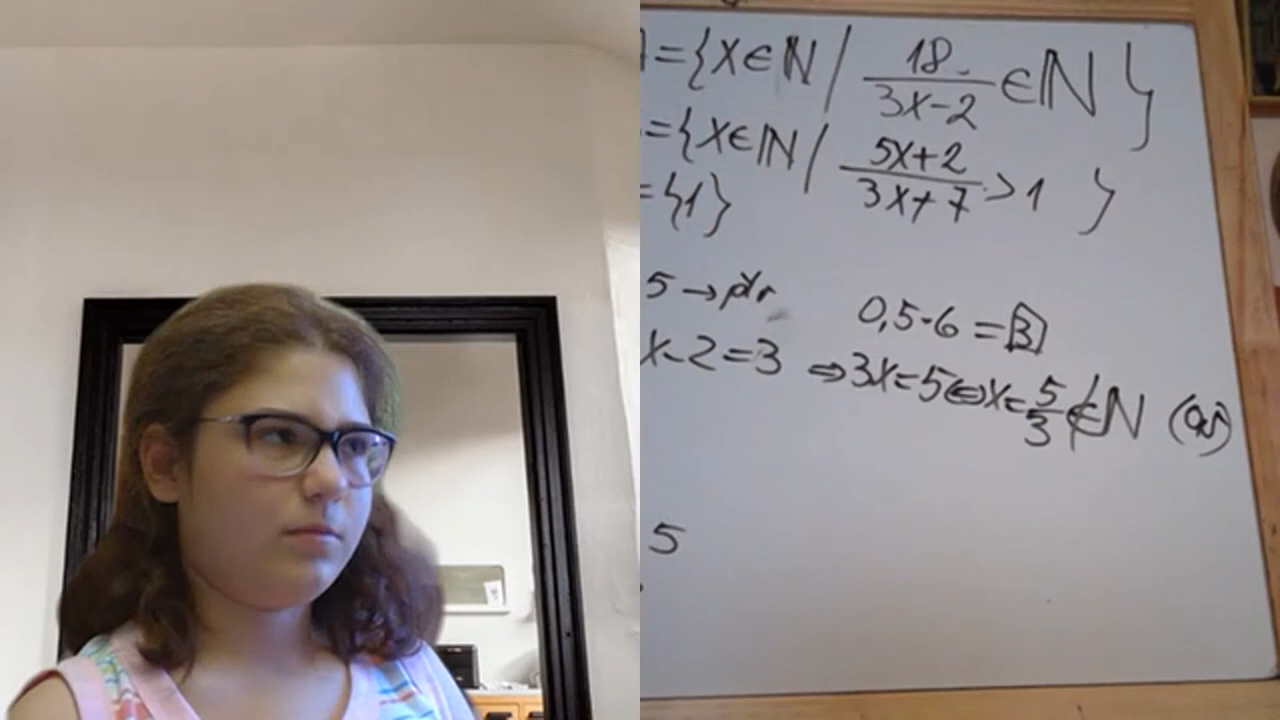 ={x∈ℕ / 18/(3x-2) ∈ℕ}
={x∈ℕ / (5x+2)/(3x+7) >1 }
={1}
5 →
0,5·6 = 3
x-2=3 ⇒3x=5⇔x=5/3∉ℕ
5